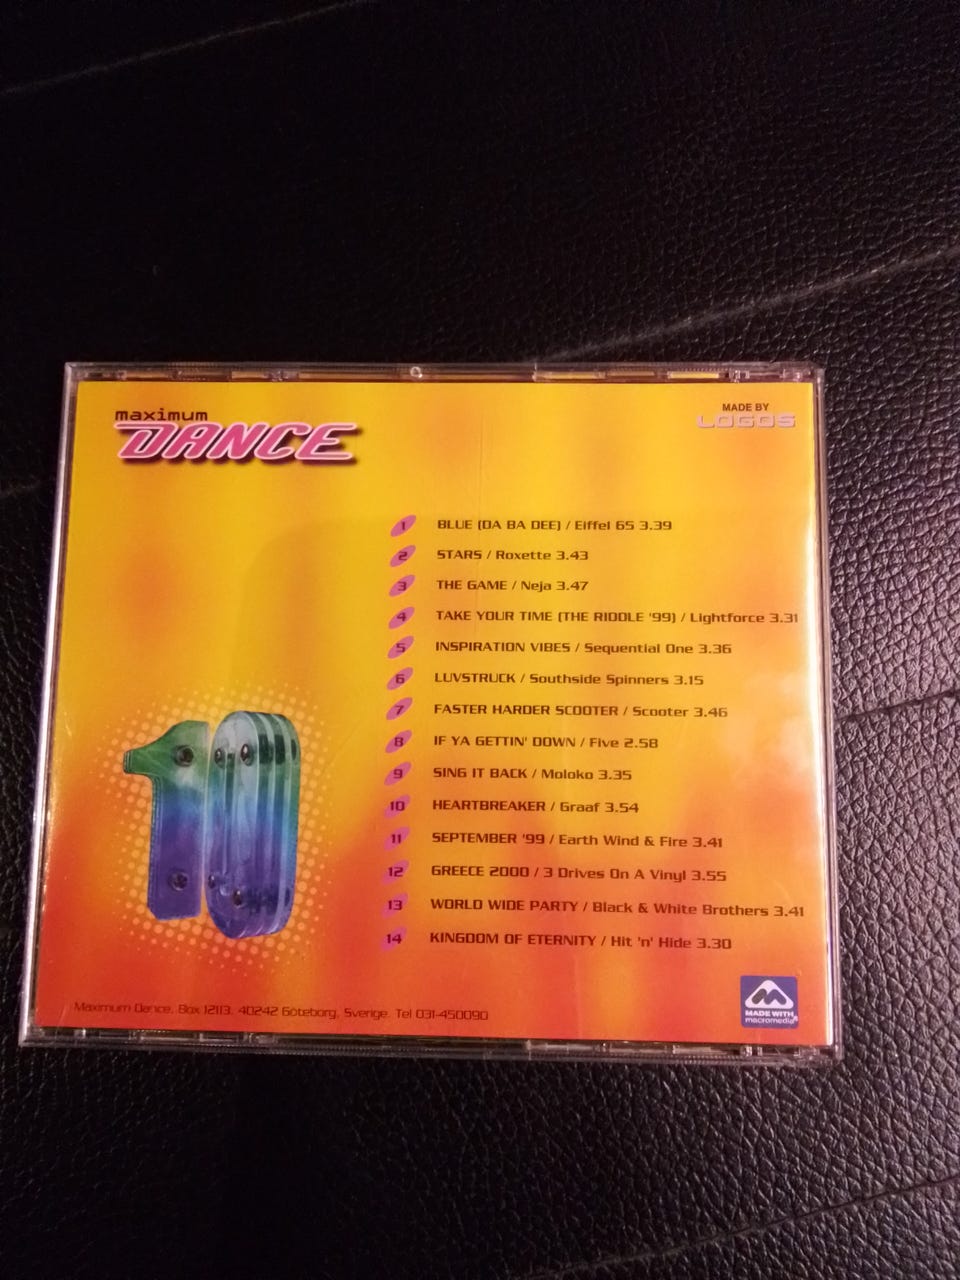 maximum
DANCE
MADE BY
LOGOS
1 BLUE (DA BA DEE) / Eiffel 65 3.39
2 STARS / Roxette 3.43
3 THE GAME / Neja 3.47
4 TAKE YOUR TIME (THE RIDDLE '99) / Lightforce 3.31
5 INSPIRATION VIBES / Sequential One 3.36
6 LUVSTRUCK / Southside Spinners 3.15
7 FASTER HARDER SCOOTER / Scooter 3.46
8 IF YA GETTIN' DOWN / Five 2.58
9 SING IT BACK / Moloko 3.35
10 HEARTBREAKER / Graaf 3.54
11 SEPTEMBER '99 / Earth Wind & Fire 3.41
12 GREECE 2000 / 3 Drives On A Vinyl 3.55
13 WORLD WIDE PARTY / Black & White Brothers 3.41
14 KINGDOM OF ETERNITY / Hit 'n' Hide 3.30
10
Maximum Dance, Box 12113, 40242 Göteborg, Sverige. Tel 031-450090
MADE WITH
macromedia®